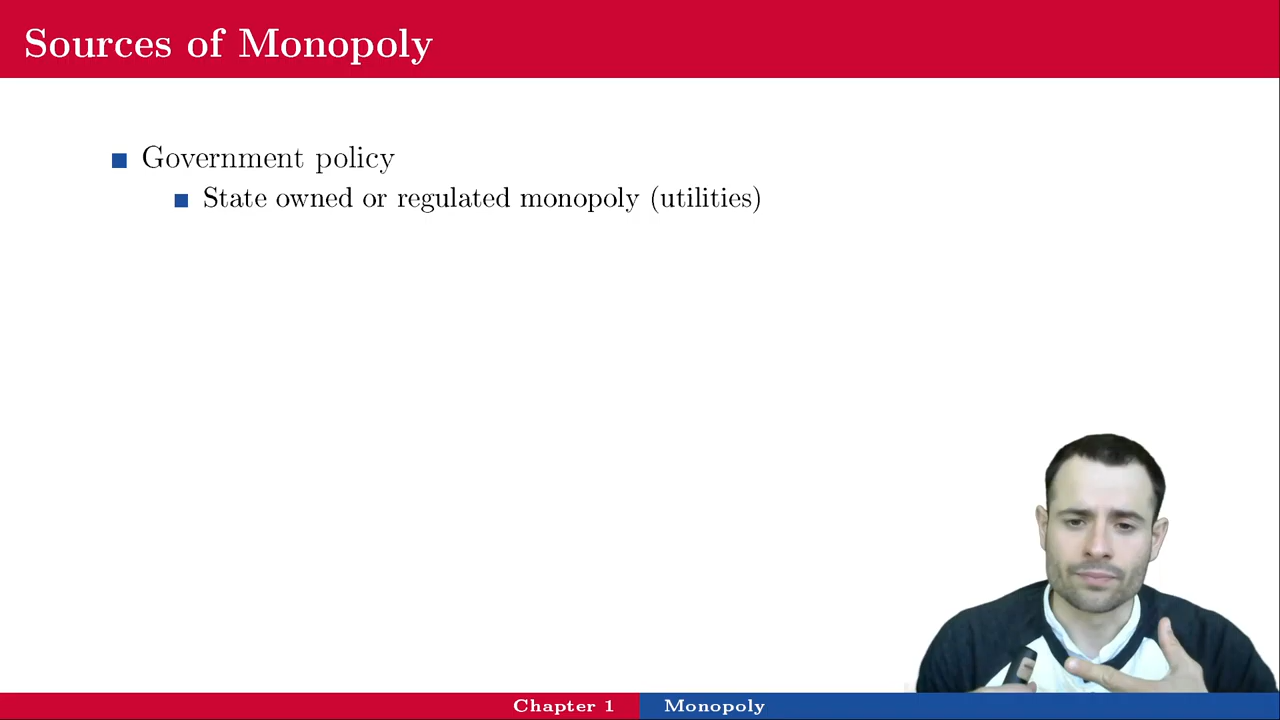 Sources of Monopoly
Government policy
State owned or regulated monopoly (utilities)
Chapter 1
Monopoly